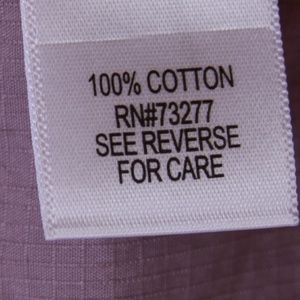 100% COTTON
RN#73277
SEE REVERSE
FOR CARE